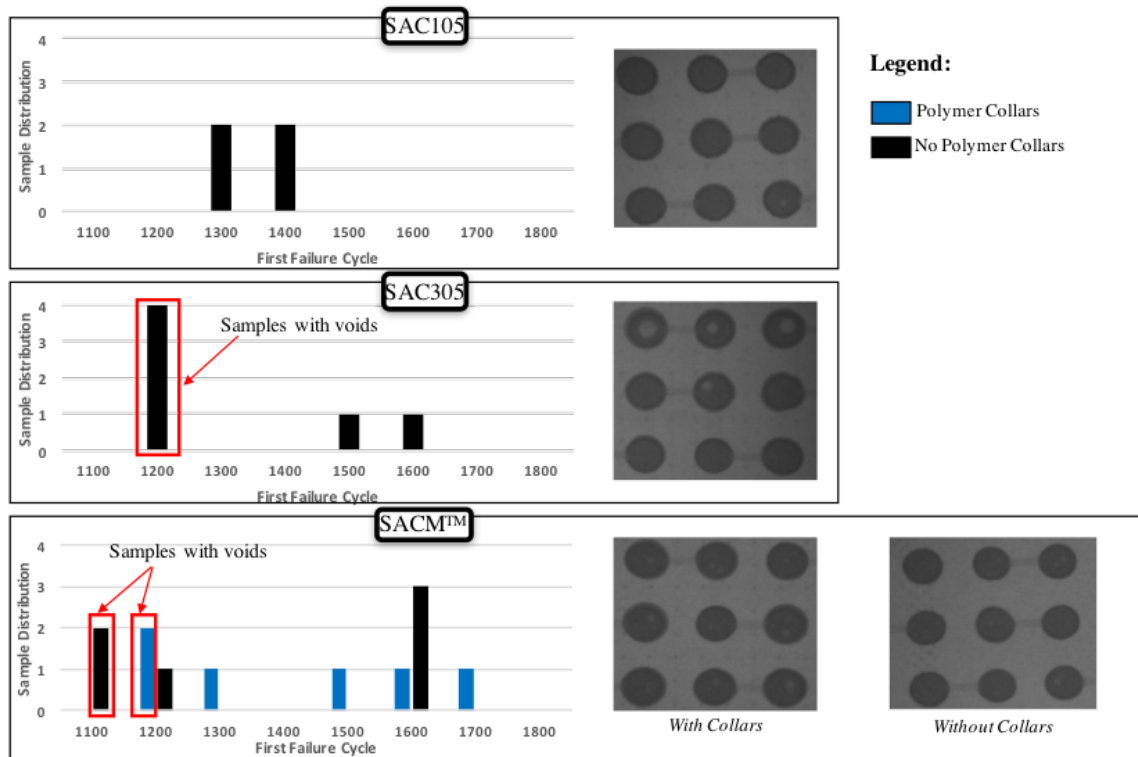 SAC105
Sample Distribution
4
3
2
1
0
1100 1200 1300 1400 1500 1600 1700 1800
First Failure Cycle
Legend:
Polymer Collars
No Polymer Collars
SAC305
Sample Distribution
4
3
2
1
0
Samples with voids
1100 1200 1300 1400 1500 1600 1700 1800
First Failure Cycle
SACM™
Sample Distribution
4
3
2
1
0
Samples with voids
1100 1200 1300 1400 1500 1600 1700 1800
First Failure Cycle
With Collars
Without Collars